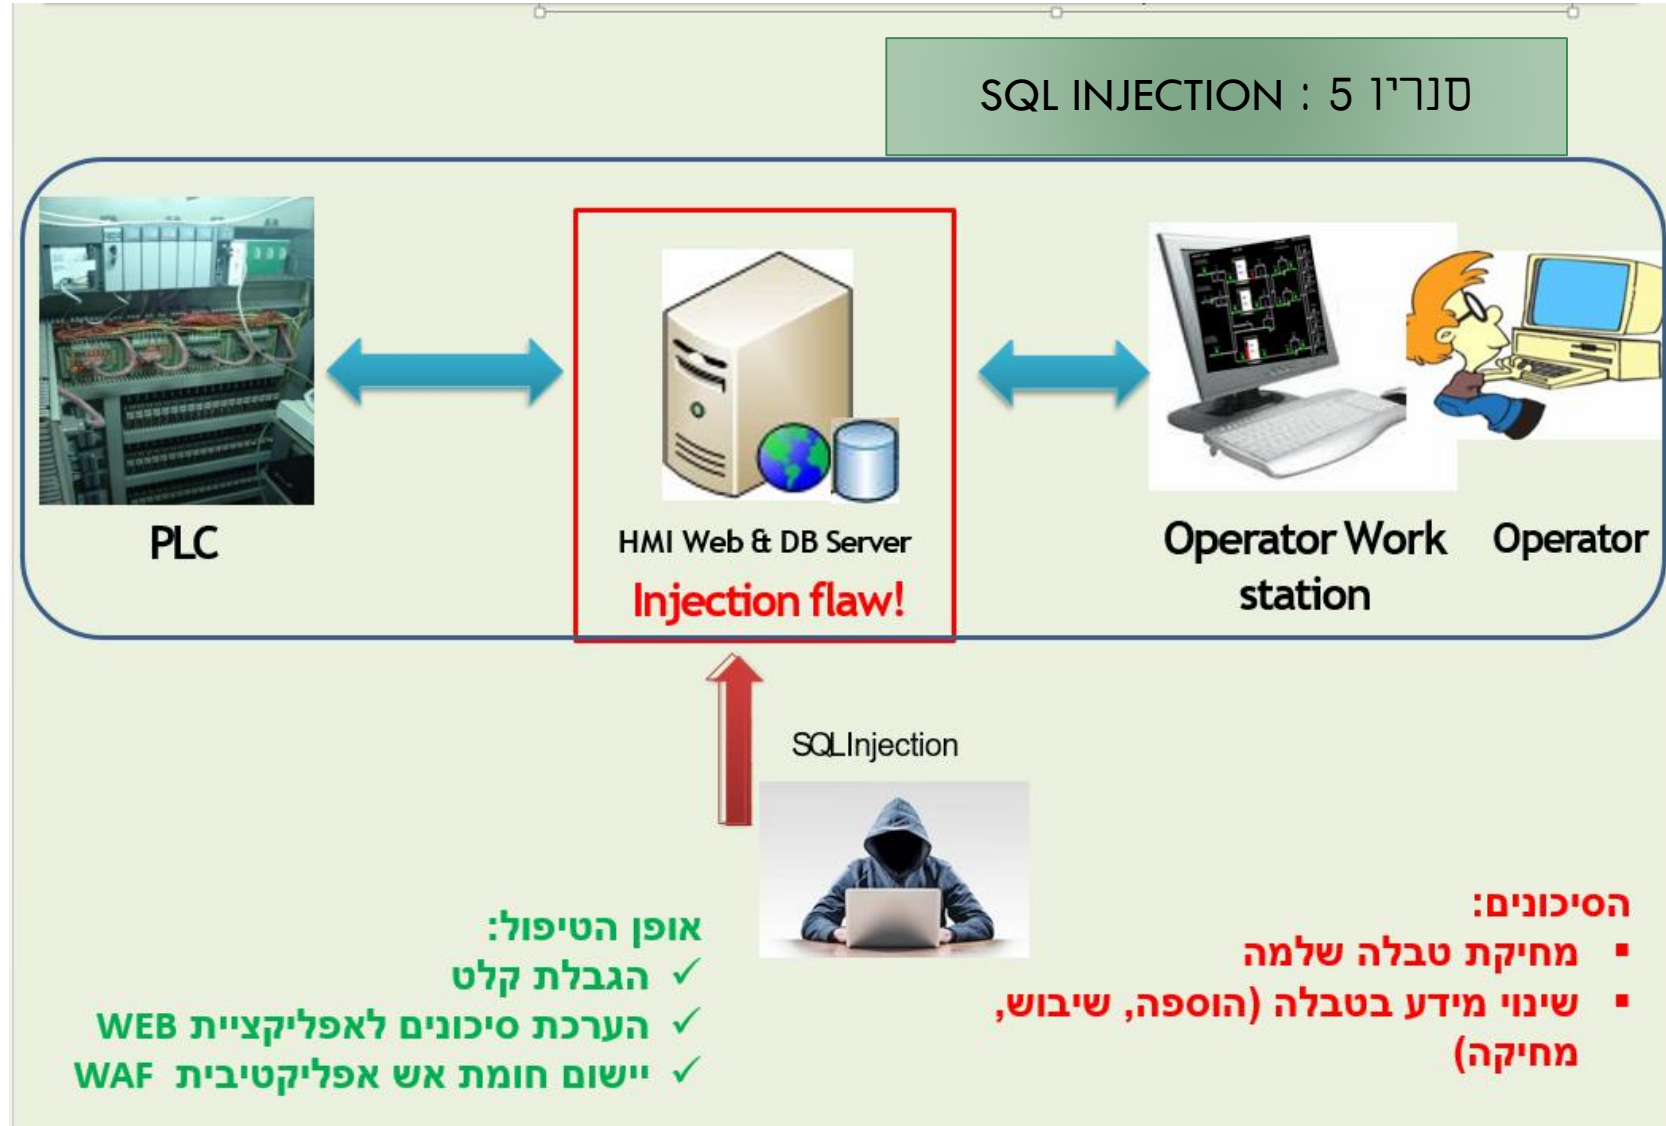 סנריו 5 : SQL INJECTION
PLC
HMI Web & DB Server
Injection flaw!
Operator Work
station
Operator
SQLInjection
הסיכונים:
▪ מחיקת טבלה שלמה
▪ שינוי מידע בטבלה (הוספה, שיבוש,
מחיקה)
אופן הטיפול:
✓ הגבלת קלט
✓ הערכת סיכונים לאפליקציית WEB
✓ יישום חומת אש אפליקטיבית WAF